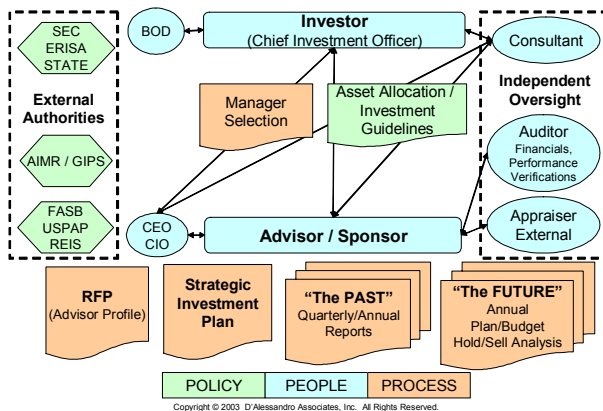 SEC
ERISA
STATE
External
Authorities
AIMR / GIPS
FASB
USPAP
REIS
BOD
Investor
(Chief Investment Officer)
Consultant
Independent
Oversight
Manager
Selection
Asset Allocation /
Investment
Guidelines
Auditor
Financials,
Performance
Verifications
CEO
CIO
Advisor / Sponsor
Appraiser
External
RFP
(Advisor Profile)
Strategic
Investment
Plan
“The PAST”
Quarterly/Annual
Reports
“The FUTURE”
Annual
Plan/Budget
Hold/Sell Analysis
POLICY
PEOPLE
PROCESS
Copyright © 2003 D'Alessandro Associates, Inc. All Rights Reserved.